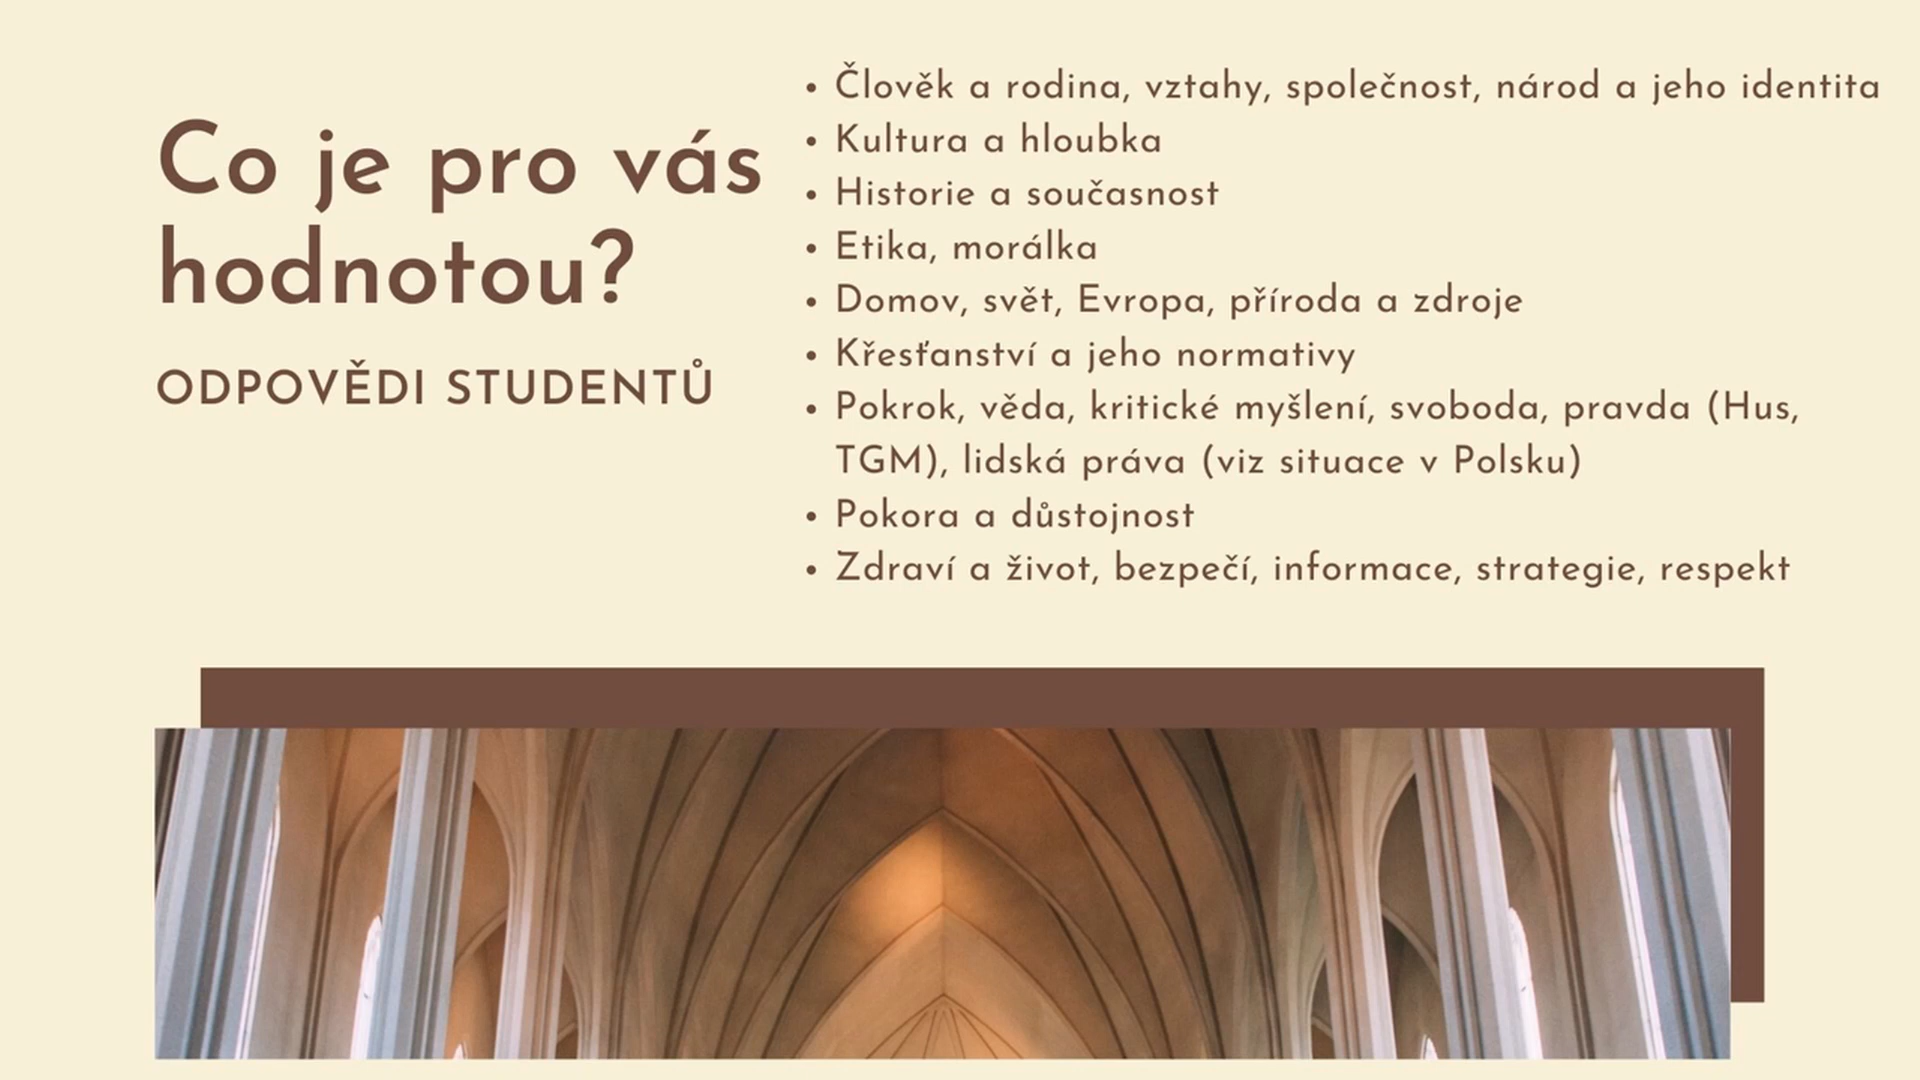 Co je pro vás
hodnotou?
ODPOVĚDI STUDENTŮ
• Člověk a rodina, vztahy, společnost, národ a jeho identita
• Kultura a hloubka
• Historie a současnost
• Etika, morálka
• Domov, svět, Evropa, příroda a zdroje
• Křesťanství a jeho normativy
• Pokrok, věda, kritické myšlení, svoboda, pravda (Hus,
TGM), lidská práva (viz situace v Polsku)
• Pokora a důstojnost
• Zdraví a život, bezpečí, informace, strategie, respekt